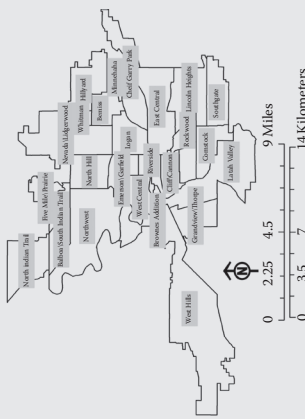 North Indian Trail
Five Mile/Prairie
Balboa/South Indian Trail
Nevada/Lidgerwood
Whitman
Hillyard
Bemiss
Northwest
North Hill
Minnehaha
Chief Garry Park
Emerson/Garfield
Logan
West Central
Riverside
East Central
Browne's Addition
Cliff/Cannon
Rockwood
Lincoln Heights
Grandview/Thorpe
Comstock
Southgate
Latah Valley
West Hills
N
0 2.25 4.5 9 Miles
0 3.5 7 14 Kilometers